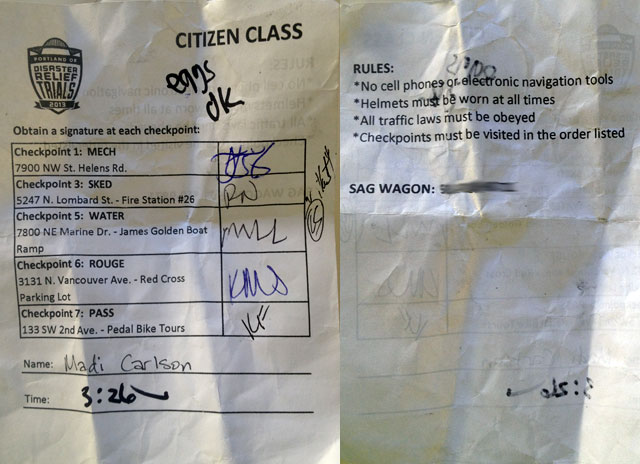 PORTLAND OR
DISASTER
RELIEF
TRIALS
2013
CITIZEN CLASS
eggs
OK
Obtain a signature at each checkpoint:
Checkpoint 1: MECH
7900 NW St. Helens Rd.
Checkpoint 3: SKED
5247 N. Lombard St. - Fire Station #26
RN
Checkpoint 5: WATER
7800 NE Marine Dr. - James Golden Boat
Ramp
Checkpoint 6: ROUGE
3131 N. Vancouver Ave. - Red Cross
Parking Lot
KMS
Checkpoint 7: PASS
133 SW 2nd Ave. - Pedal Bike Tours
KF
Name: Madi Carlson
Time: 3:26
RULES:
*No cell phones or electronic navigation tools
*Helmets must be worn at all times
*All traffic laws must be obeyed
*Checkpoints must be visited in the order listed
SAG WAGON: